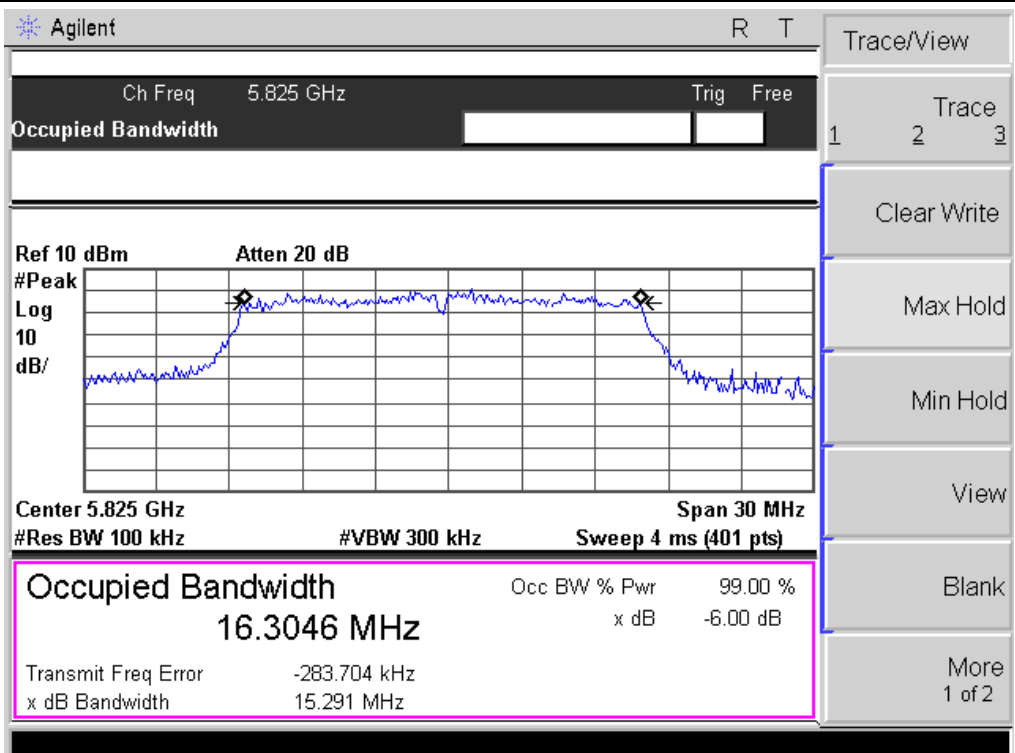 Agilent R T
Ch Freq 5.825 GHz Trig Free
Occupied Bandwidth
Ref 10 dBm Atten 20 dB
#Peak
Log
10
dB/
Center 5.825 GHz Span 30 MHz
#Res BW 100 kHz #VBW 300 kHz Sweep 4 ms (401 pts)
Occupied Bandwidth
16.3046 MHz
Occ BW % Pwr 99.00 %
x dB -6.00 dB
Transmit Freq Error -283.704 kHz
x dB Bandwidth 15.291 MHz
Trace/View
Trace
1 2 3
Clear Write
Max Hold
Min Hold
View
Blank
More
1 of 2